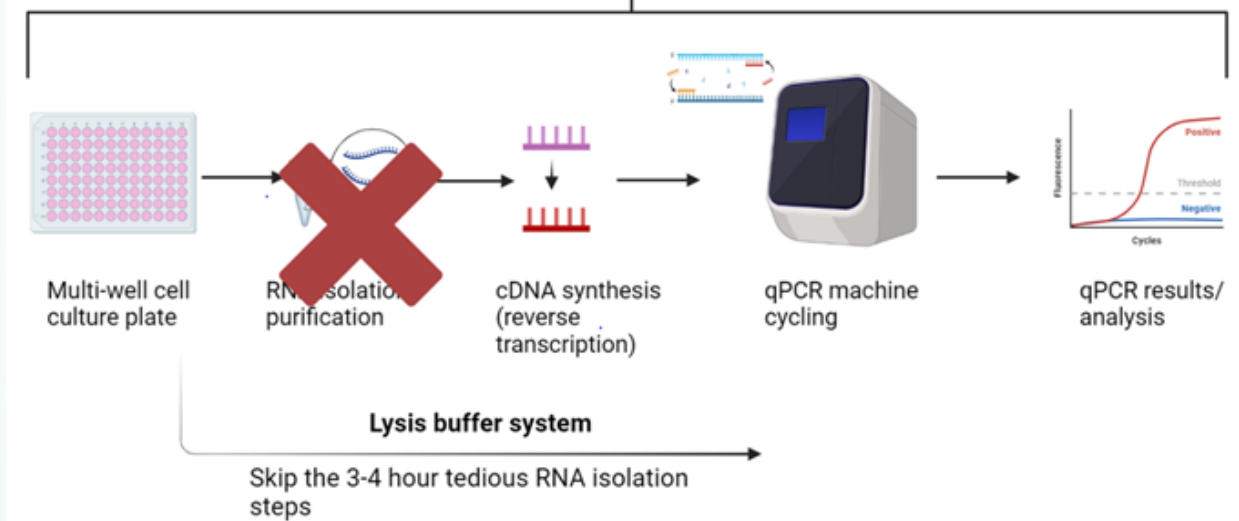 Multi-well cell
culture plate
purification
cDNA synthesis
(reverse
transcription)
qPCR machine
cycling
Fluorescence
Positive
Threshold
Negative
Cycles
qPCR results/
analysis
Lysis buffer system
Skip the 3-4 hour tedious RNA isolation
steps